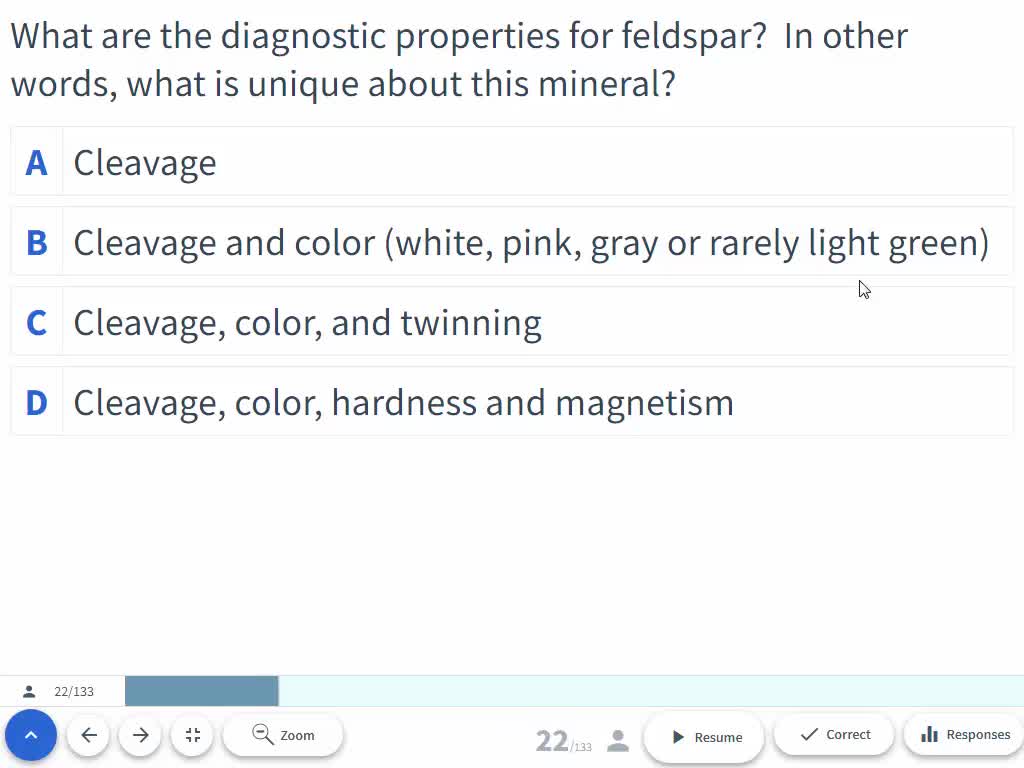 What are the diagnostic properties for feldspar?  In other
words, what is unique about this mineral?
A Cleavage
B Cleavage and color (white, pink, gray or rarely light green)
C Cleavage, color, and twinning
D Cleavage, color, hardness and magnetism
22/133
Zoom
22/133
Resume
Correct
Responses